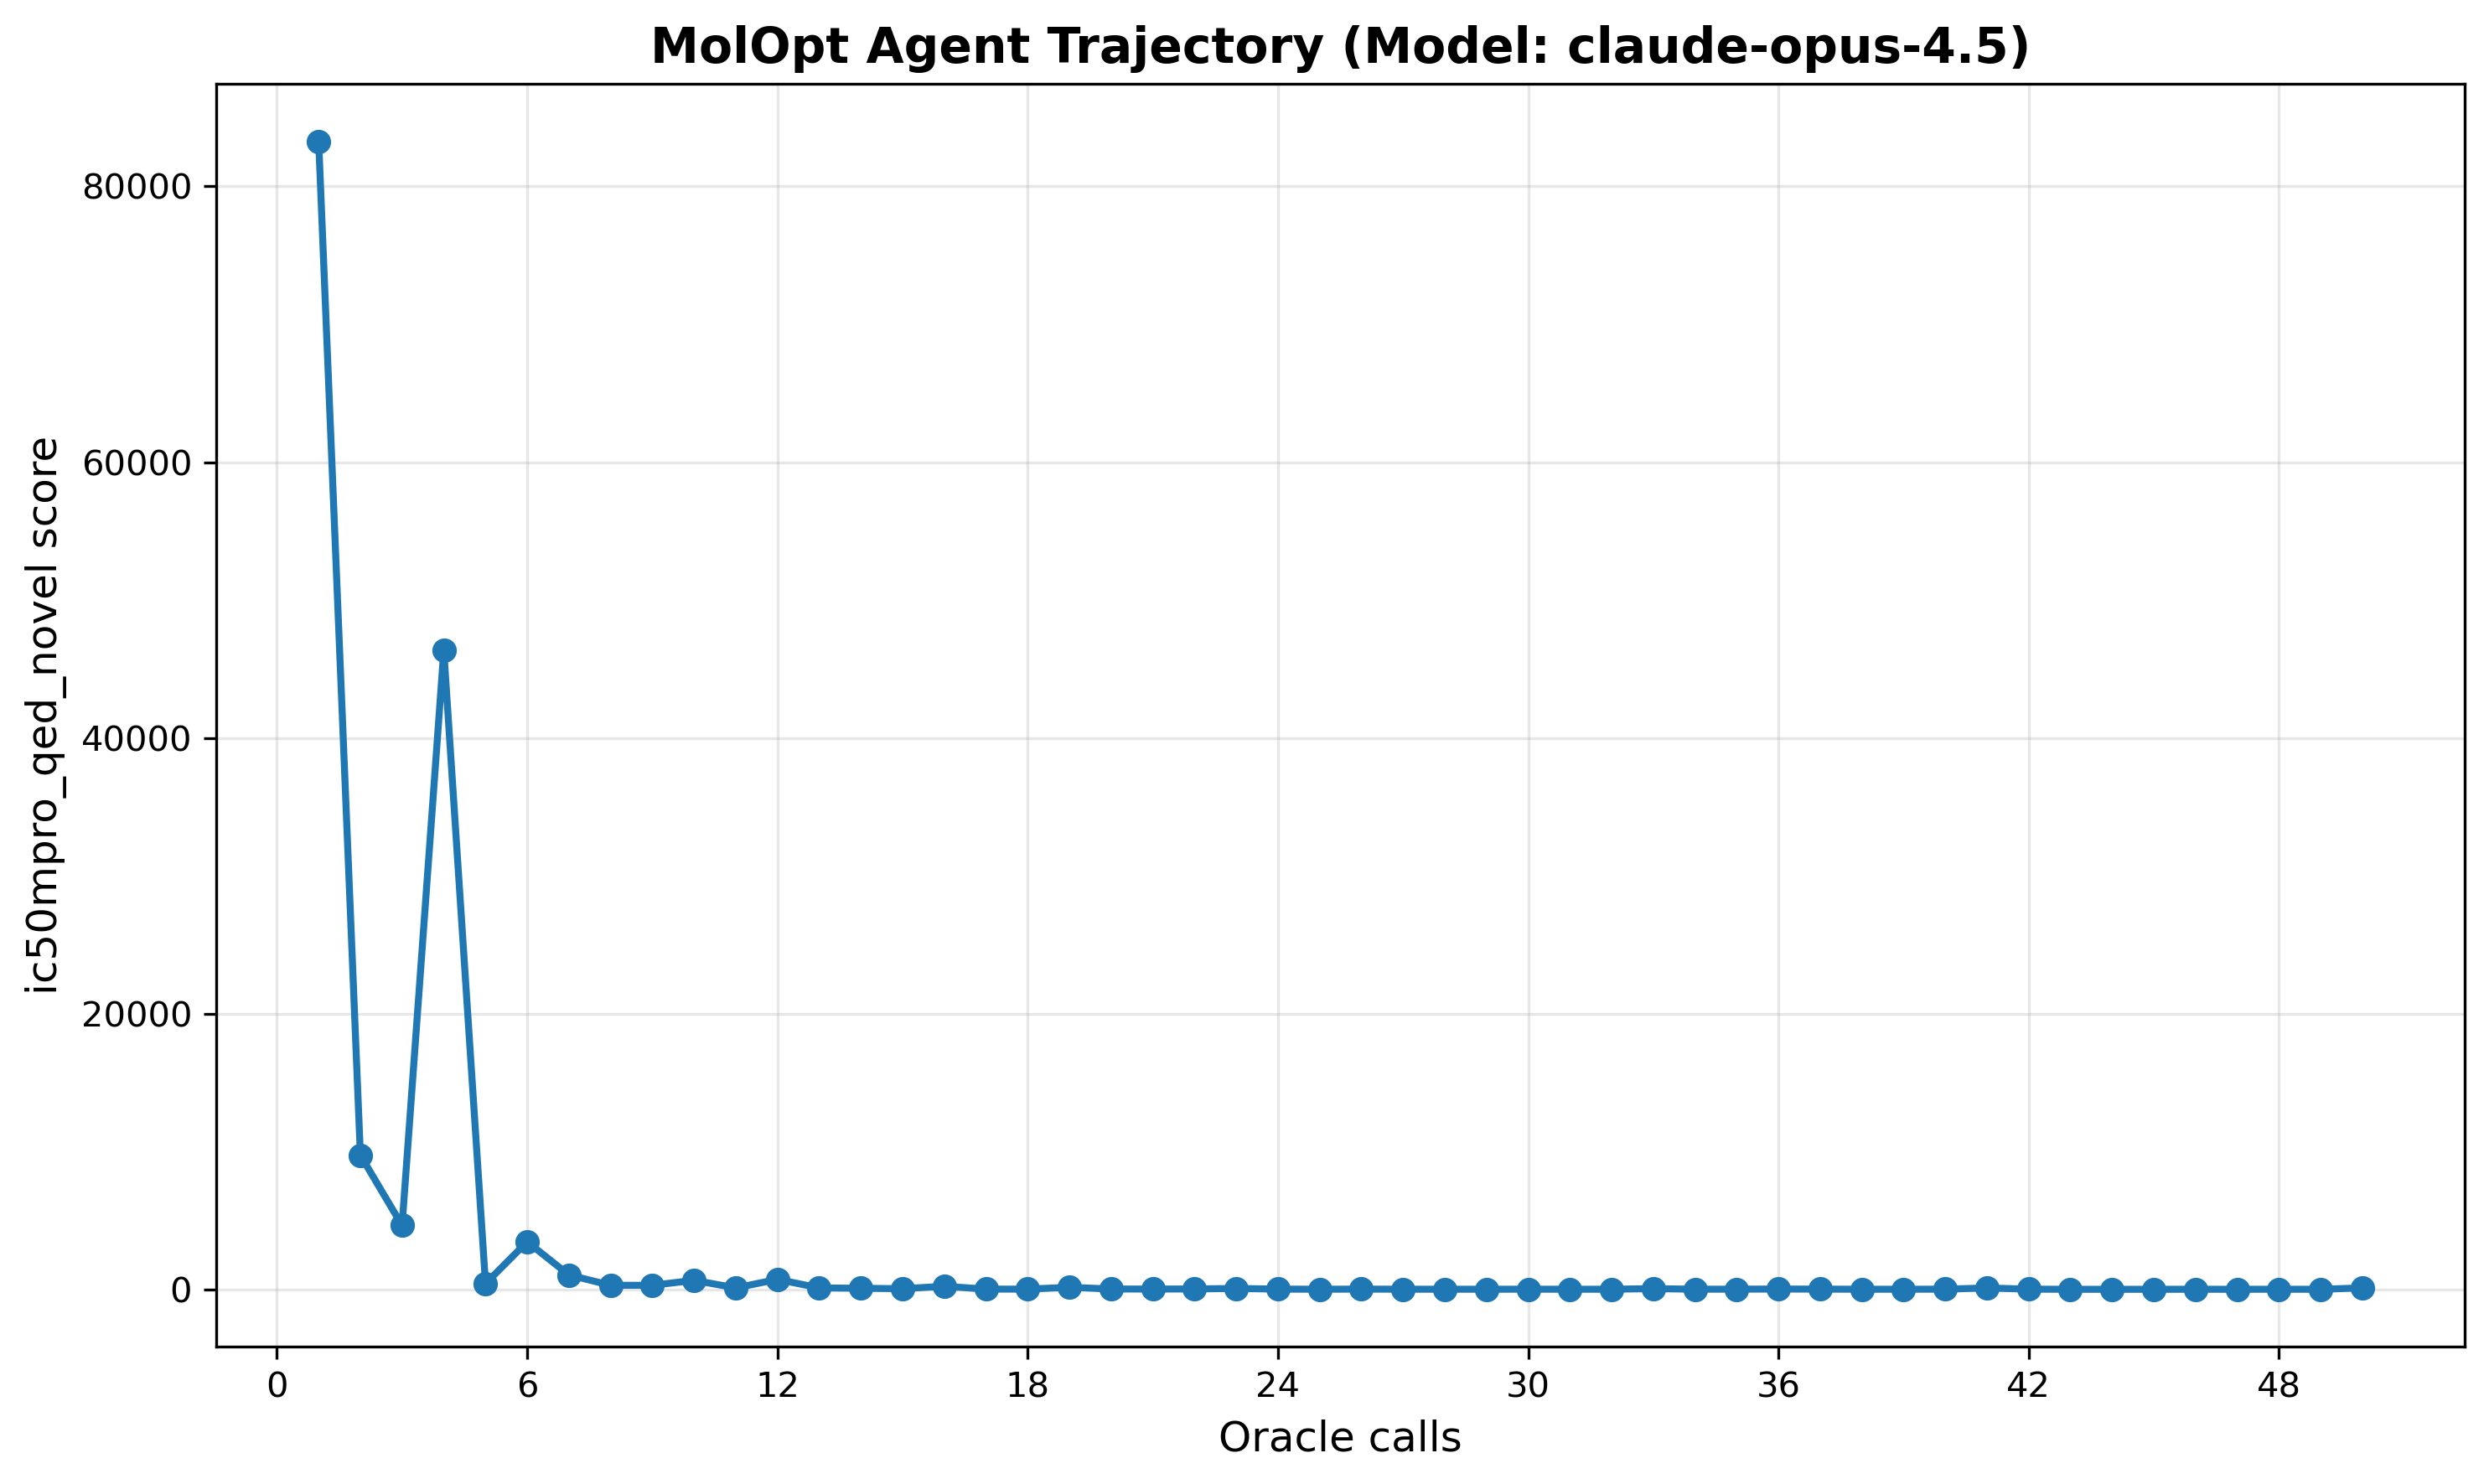 MolOpt Agent Trajectory (Model: claude-opus-4.5)
ic50mpro_qed_novel score
80000
60000
40000
20000
0
0 6 12 18 24 30 36 42 48
Oracle calls